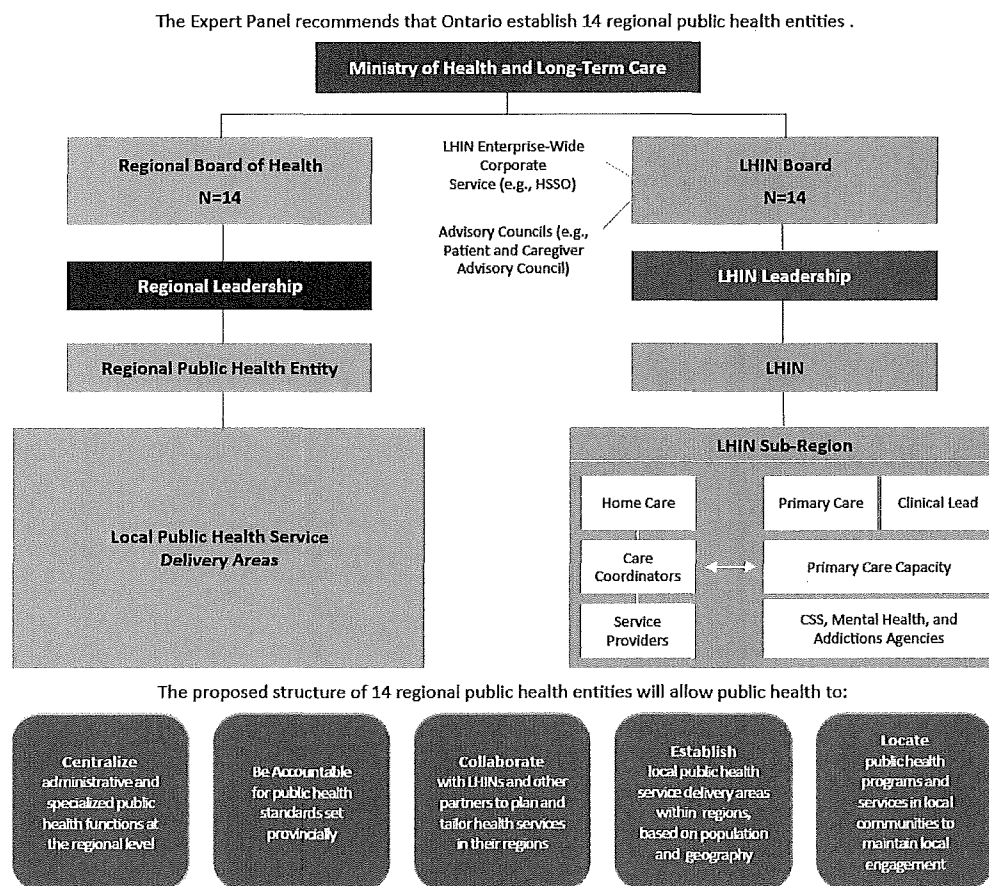 The Expert Panel recommends that Ontario establish 14 regional public health entities .
Ministry of Health and Long-Term Care
Regional Board of Health
N=14
LHIN Enterprise-Wide
Corporate
Service (e.g., HSSO)
Advisory Councils (e.g.,
Patient and Caregiver
Advisory Council)
LHIN Board
N=14
Regional Leadership
LHIN Leadership
Regional Public Health Entity
LHIN
Local Public Health Service
Delivery Areas
LHIN Sub-Region
Home Care
Primary Care
Clinical Lead
Care
Coordinators
Primary Care Capacity
Service
Providers
CSS, Mental Health, and
Addictions Agencies
The proposed structure of 14 regional public health entities will allow public health to:
Centralize
administrative and
specialized public
health functions at
the regional level
Be Accountable
for public health
standards set
provincially
Collaborate
with LHINs and other
partners to plan and
tailor health services
in their regions
Establish
local public health
service delivery areas
within regions,
based on population
and geography
Locate
public health
programs and
services in local
communities to
maintain local
engagement